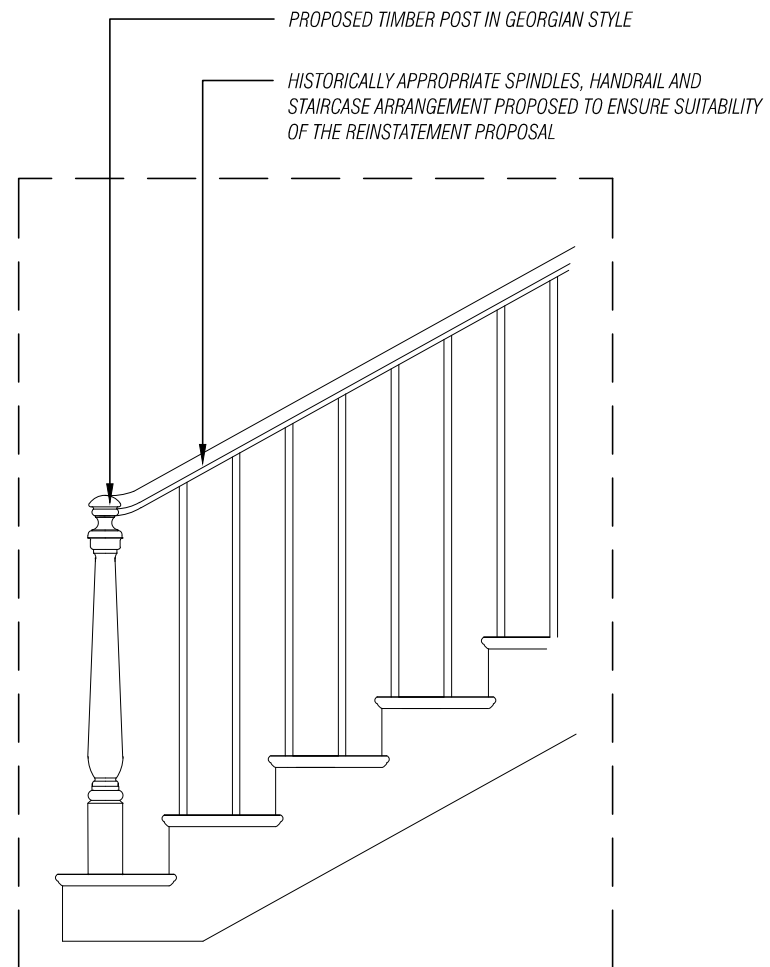 PROPOSED TIMBER POST IN GEORGIAN STYLE
HISTORICALLY APPROPRIATE SPINDLES, HANDRAIL AND
STAIRCASE ARRANGEMENT PROPOSED TO ENSURE SUITABILITY
OF THE REINSTATEMENT PROPOSAL